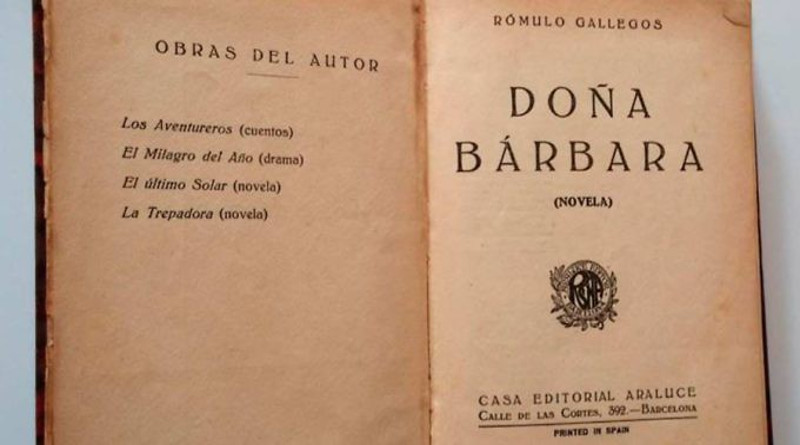 OBRAS DEL AUTOR
Los Aventureros (cuentos)
El Milagro del Año (drama)
El último Solar (novela)
La Trepadora (novela)
RÓMULO GALLEGOS
DOÑA
BÁRBARA
(NOVELA)
CASA EDITORIAL ARALUCE
CALLE DE LAS CORTES, 392.—BARCELONA
PRINTED IN SPAIN